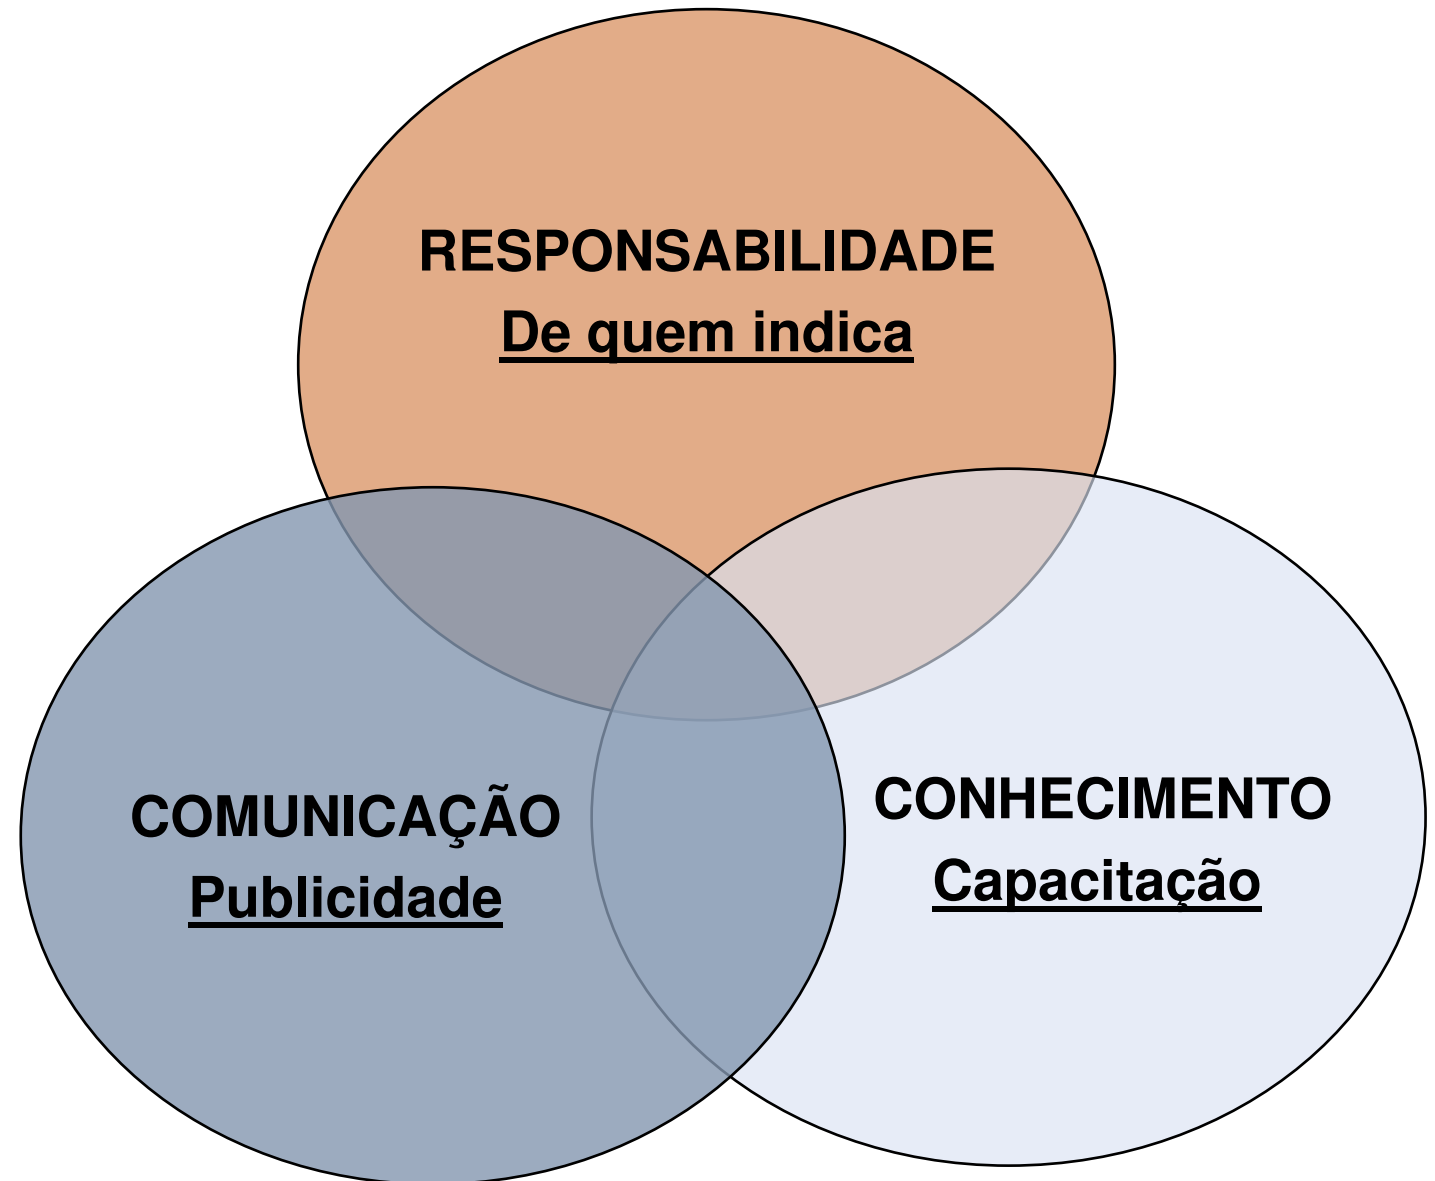 RESPONSABILIDADE
De quem indica
COMUNICAÇÃO
Publicidade
CONHECIMENTO
Capacitação